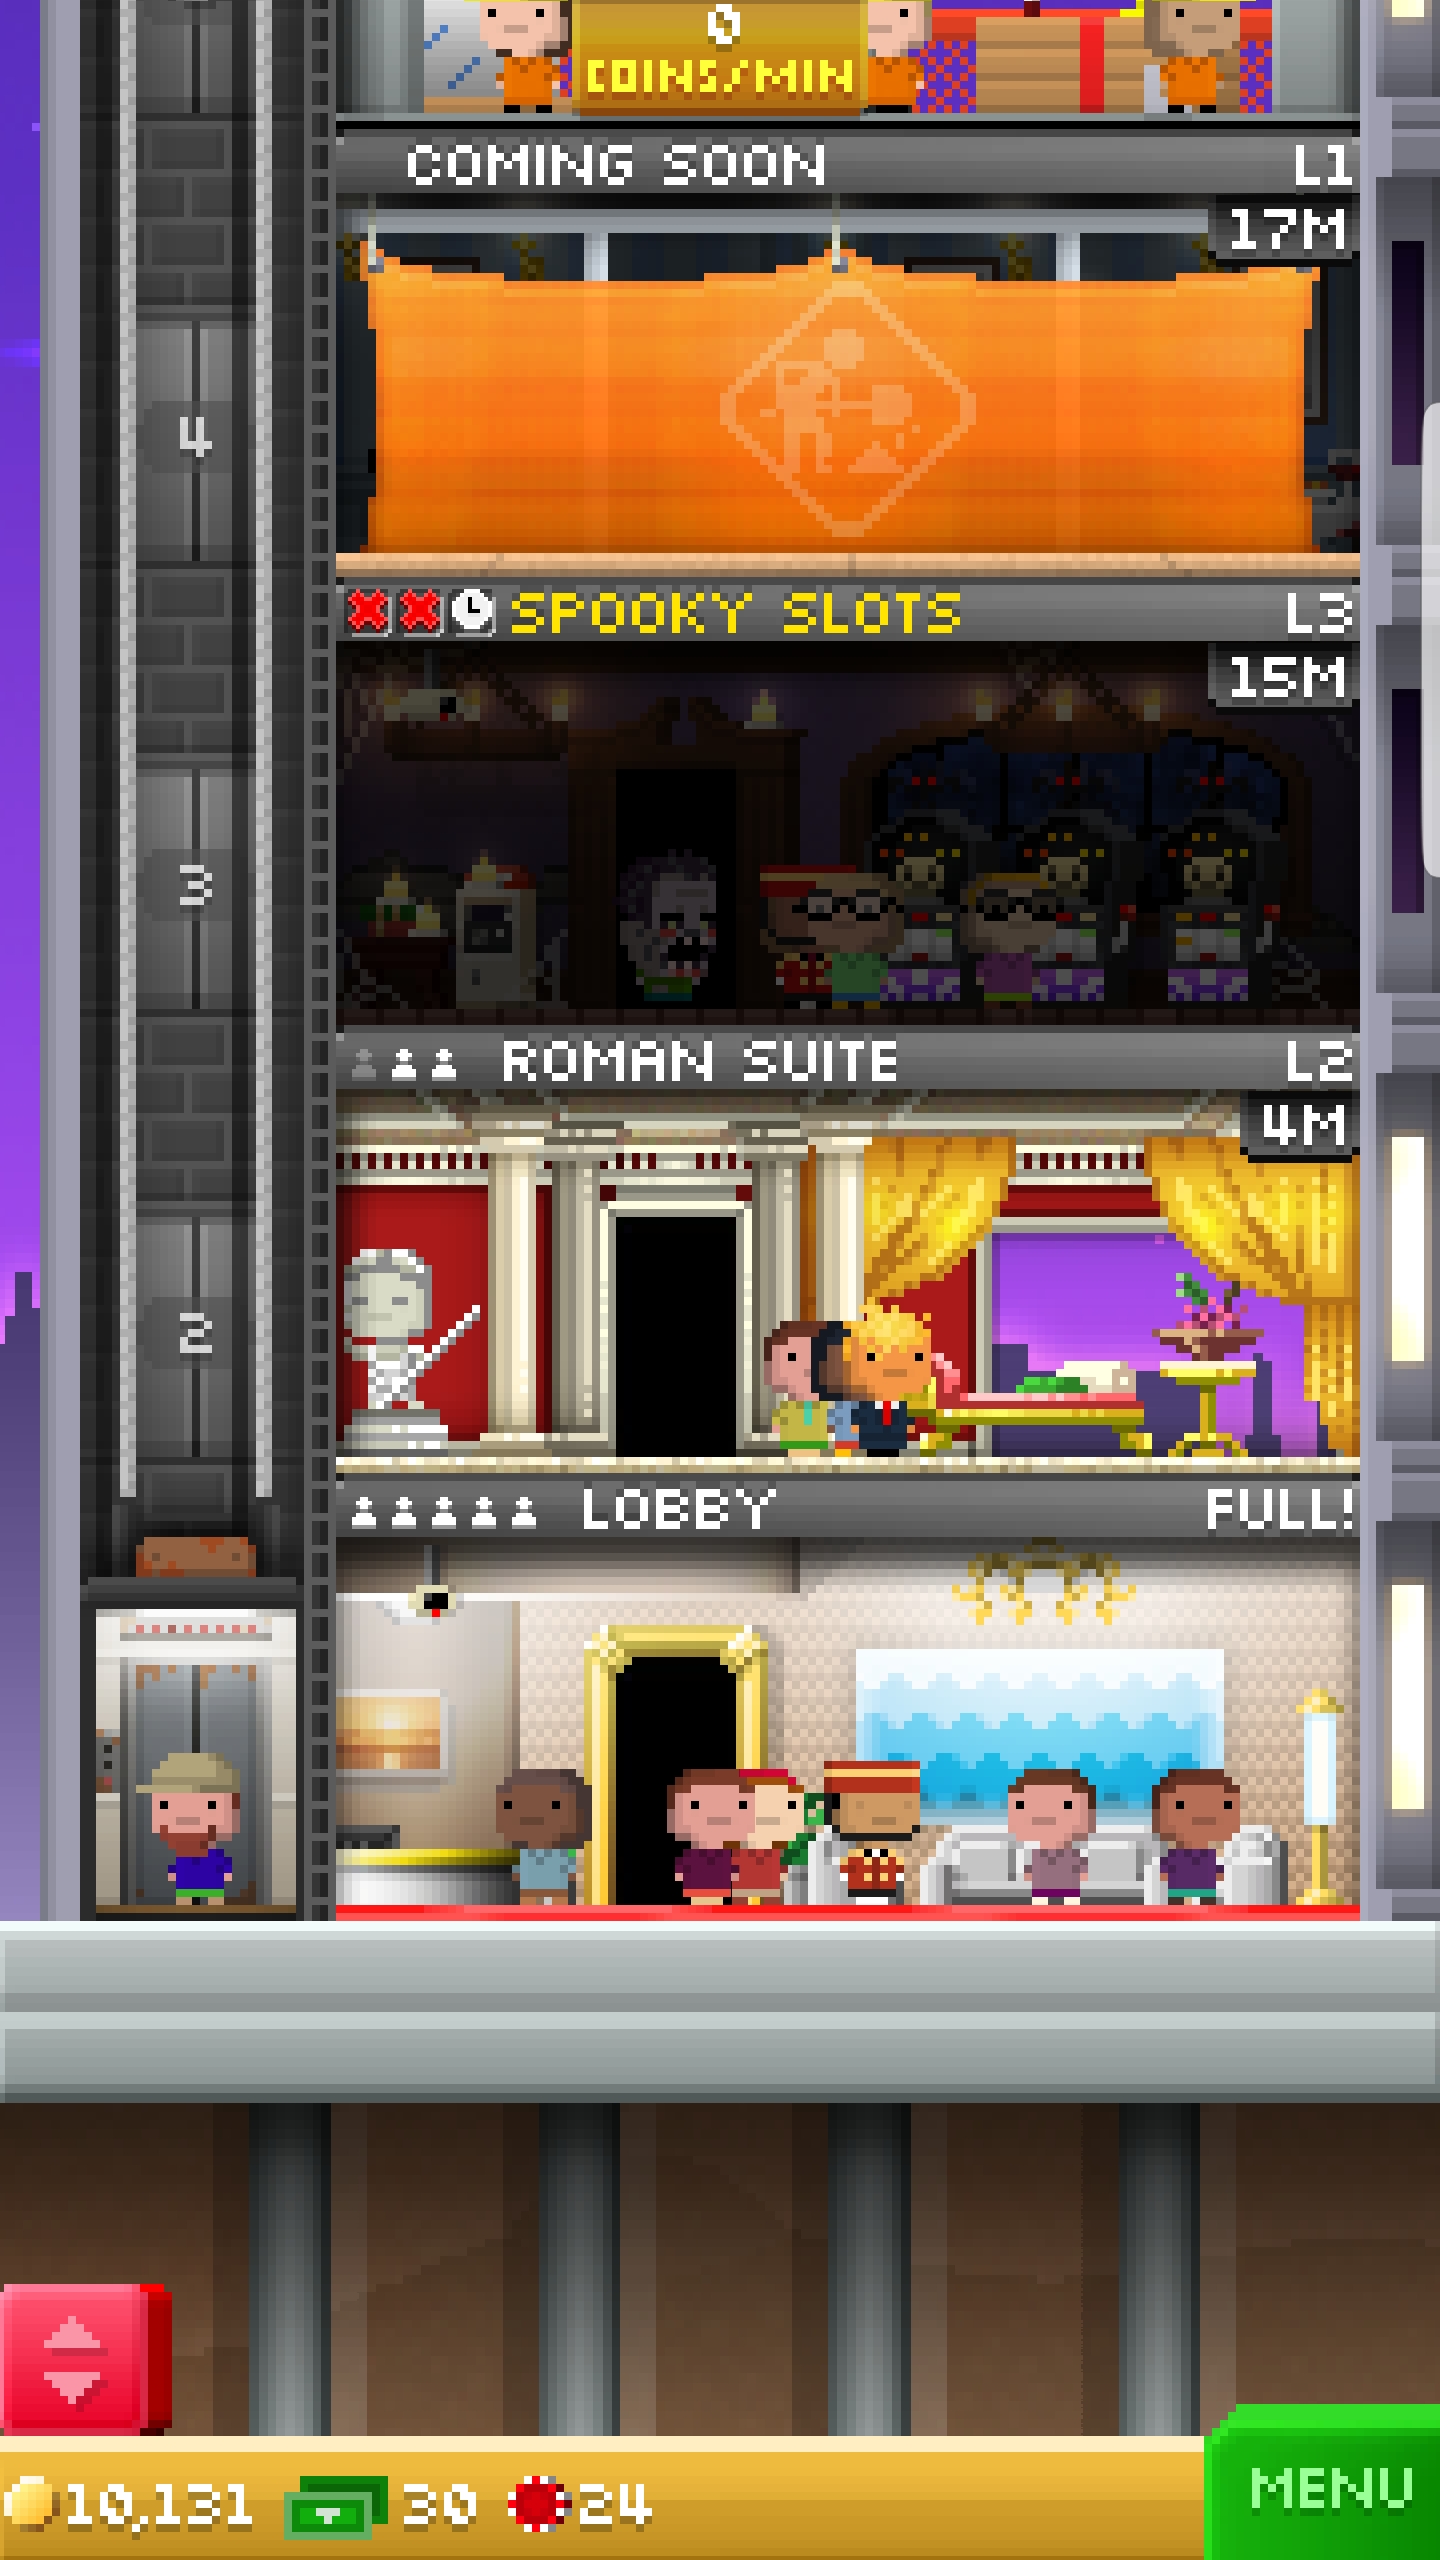 0
COINS/MIN
COMING SOON L1
17M
4
SPOOKY SLOTS L3
15M
3
ROMAN SUITE L2
4M
2
LOBBY FULL!
10,131 30 24
MENU